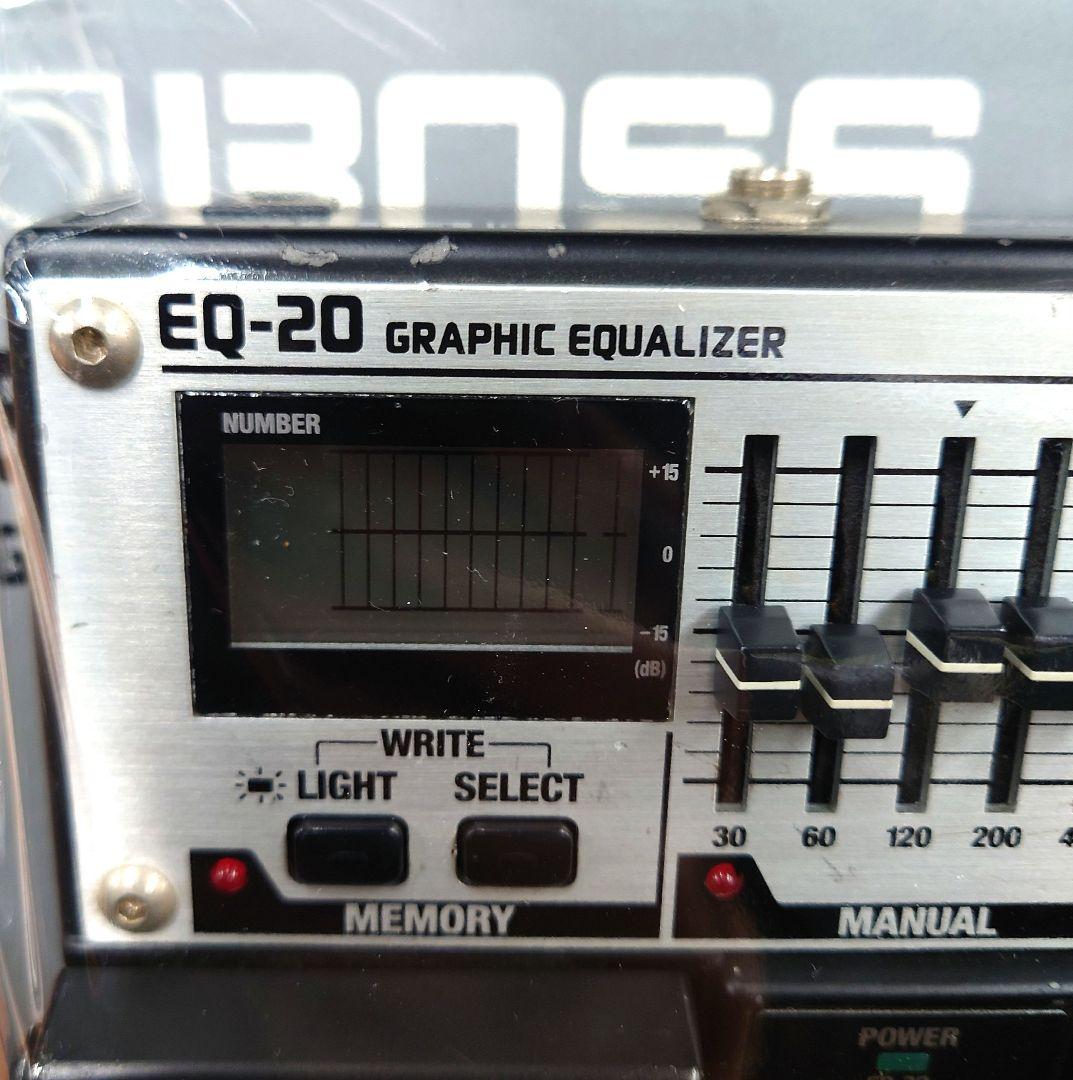 BOSS
EQ-20 GRAPHIC EQUALIZER
NUMBER
+15
0
-15
(dB)
WRITE
LIGHT SELECT
30 60 120 200
MEMORY
MANUAL
POWER